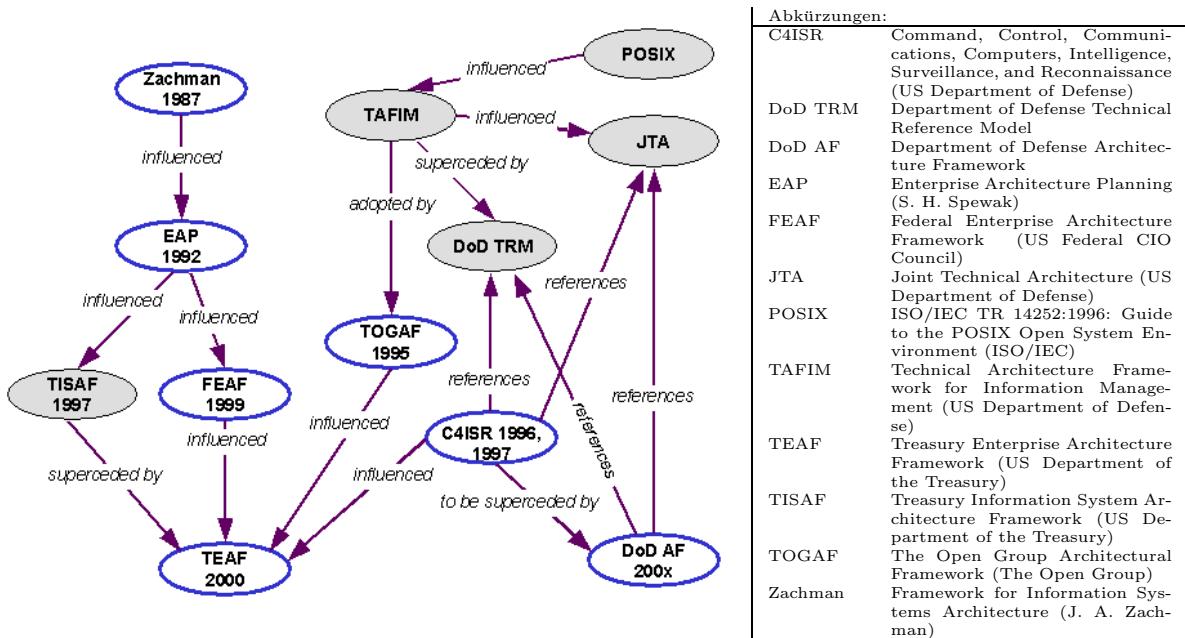 POSIX
influenced
Zachman
1987
TAFIM
influenced
JTA
influenced
superceded by
adopted by
EAP
1992
DoD TRM
influenced
influenced
references
TOGAF
1995
TISAF
1997
FEAF
1999
references
references
references
influenced
influenced
C4ISR 1996,
1997
superceded by
influenced
to be superceded by
TEAF
2000
DoD AF
200x
Abkürzungen:
C4ISR Command, Control, Communi-
cations, Computers, Intelligence,
Surveillance, and Reconnaissance
(US Department of Defense)
DoD TRM Department of Defense Technical
Reference Model
DoD AF Department of Defense Architec-
ture Framework
EAP Enterprise Architecture Planning
(S. H. Spewak)
FEAF Federal Enterprise Architecture
Framework (US Federal CIO
Council)
JTA Joint Technical Architecture (US
Department of Defense)
POSIX ISO/IEC TR 14252:1996: Guide
to the POSIX Open System En-
vironment (ISO/IEC)
TAFIM Technical Architecture Frame-
work for Information Manage-
ment (US Department of Defen-
se)
TEAF Treasury Enterprise Architecture
Framework (US Department of
the Treasury)
TISAF Treasury Information System Ar-
chitecture Framework (US De-
partment of the Treasury)
TOGAF The Open Group Architectural
Framework (The Open Group)
Zachman Framework for Information Sys-
tems Architecture (J. A. Zach-
man)